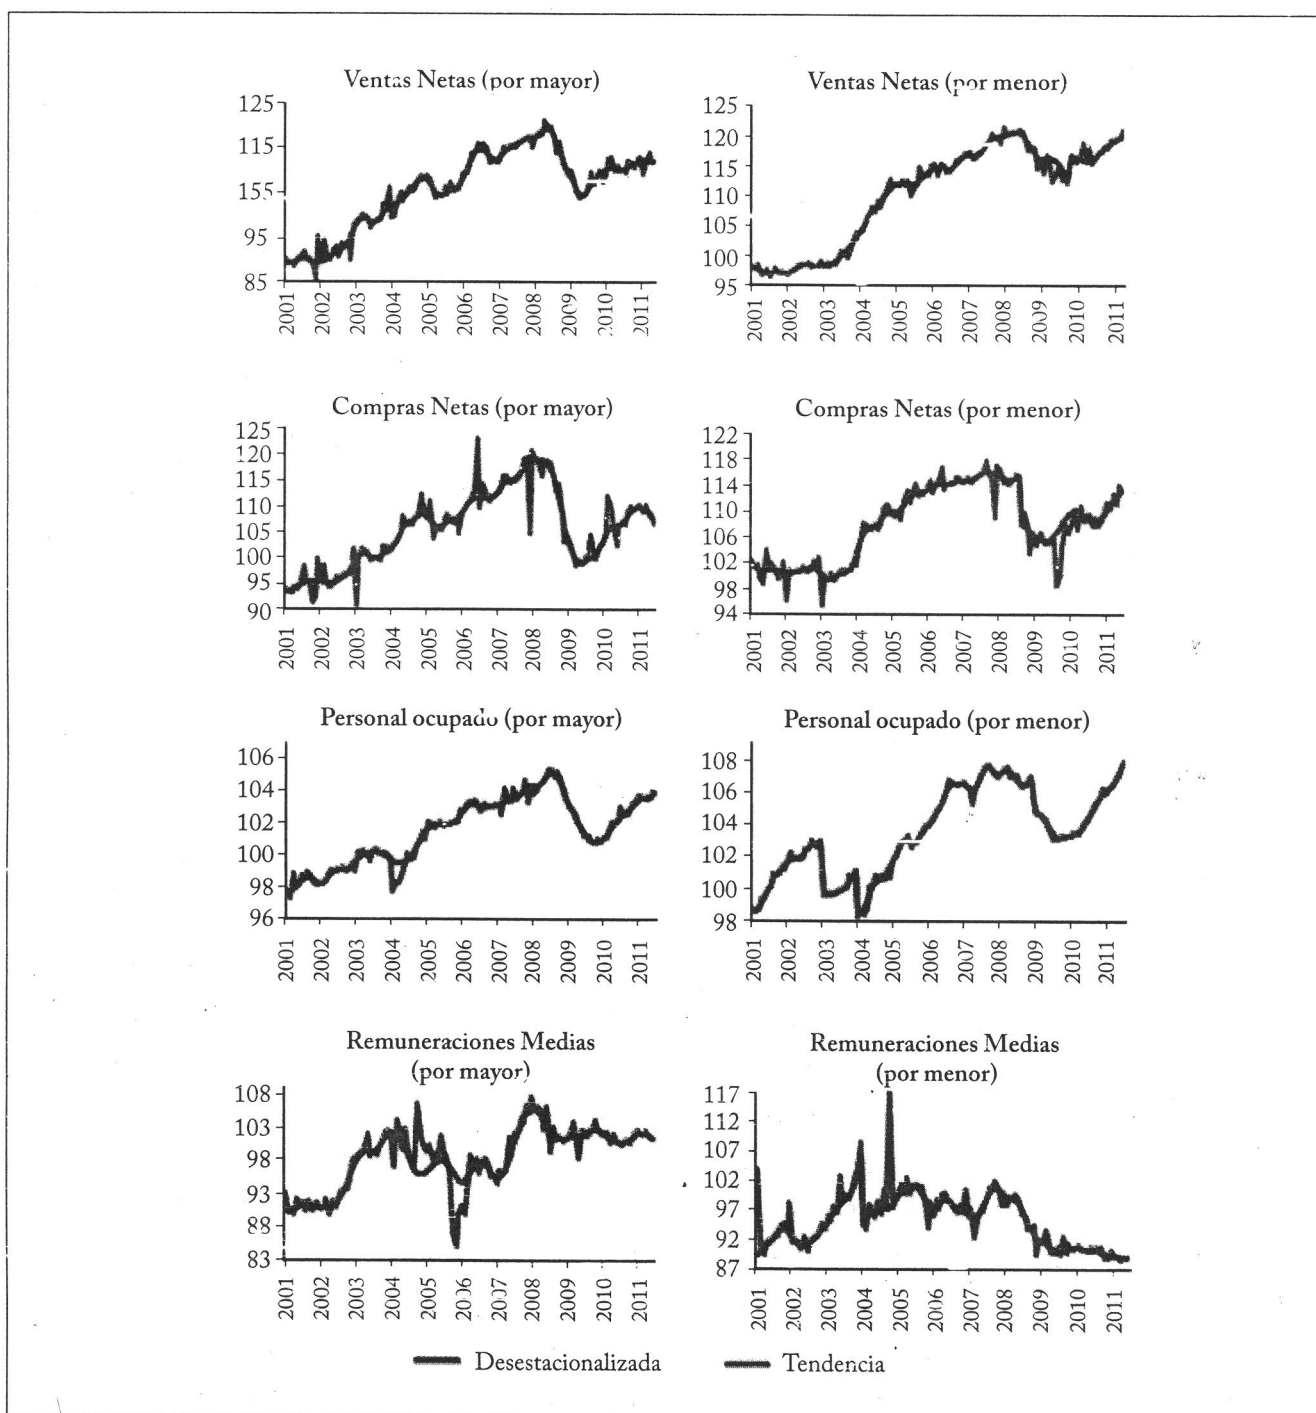 Ventas Netas (por mayor)
125
115
155
95
85
2001 2002 2003 2004 2005 2006 2007 2008 2009 2010 2011
Ventas Netas (por menor)
125
120
115
110
105
100
95
2001 2002 2003 2004 2005 2006 2007 2008 2009 2010 2011
Compras Netas (por mayor)
125
120
115
110
105
100
95
90
2001 2002 2003 2004 2005 2006 2007 2008 2009 2010 2011
Compras Netas (por menor)
122
118
114
110
106
102
98
94
2001 2002 2003 2004 2005 2006 2007 2008 2009 2010 2011
Personal ocupado (por mayor)
106
104
102
100
98
96
2001 2002 2003 2004 2005 2006 2007 2008 2009 2010 2011
Personal ocupado (por menor)
108
106
104
102
100
98
2001 2002 2003 2004 2005 2006 2007 2008 2009 2010 2011
Remuneraciones Medias
(por mayor)
108
103
98
93
88
83
2001 2002 2003 2004 2005 2006 2007 2008 2009 2010 2011
Remuneraciones Medias
(por menor)
117
112
107
102
97
92
87
2001 2002 2003 2004 2005 2006 2007 2008 2009 2010 2011
Desestacionalizada
Tendencia